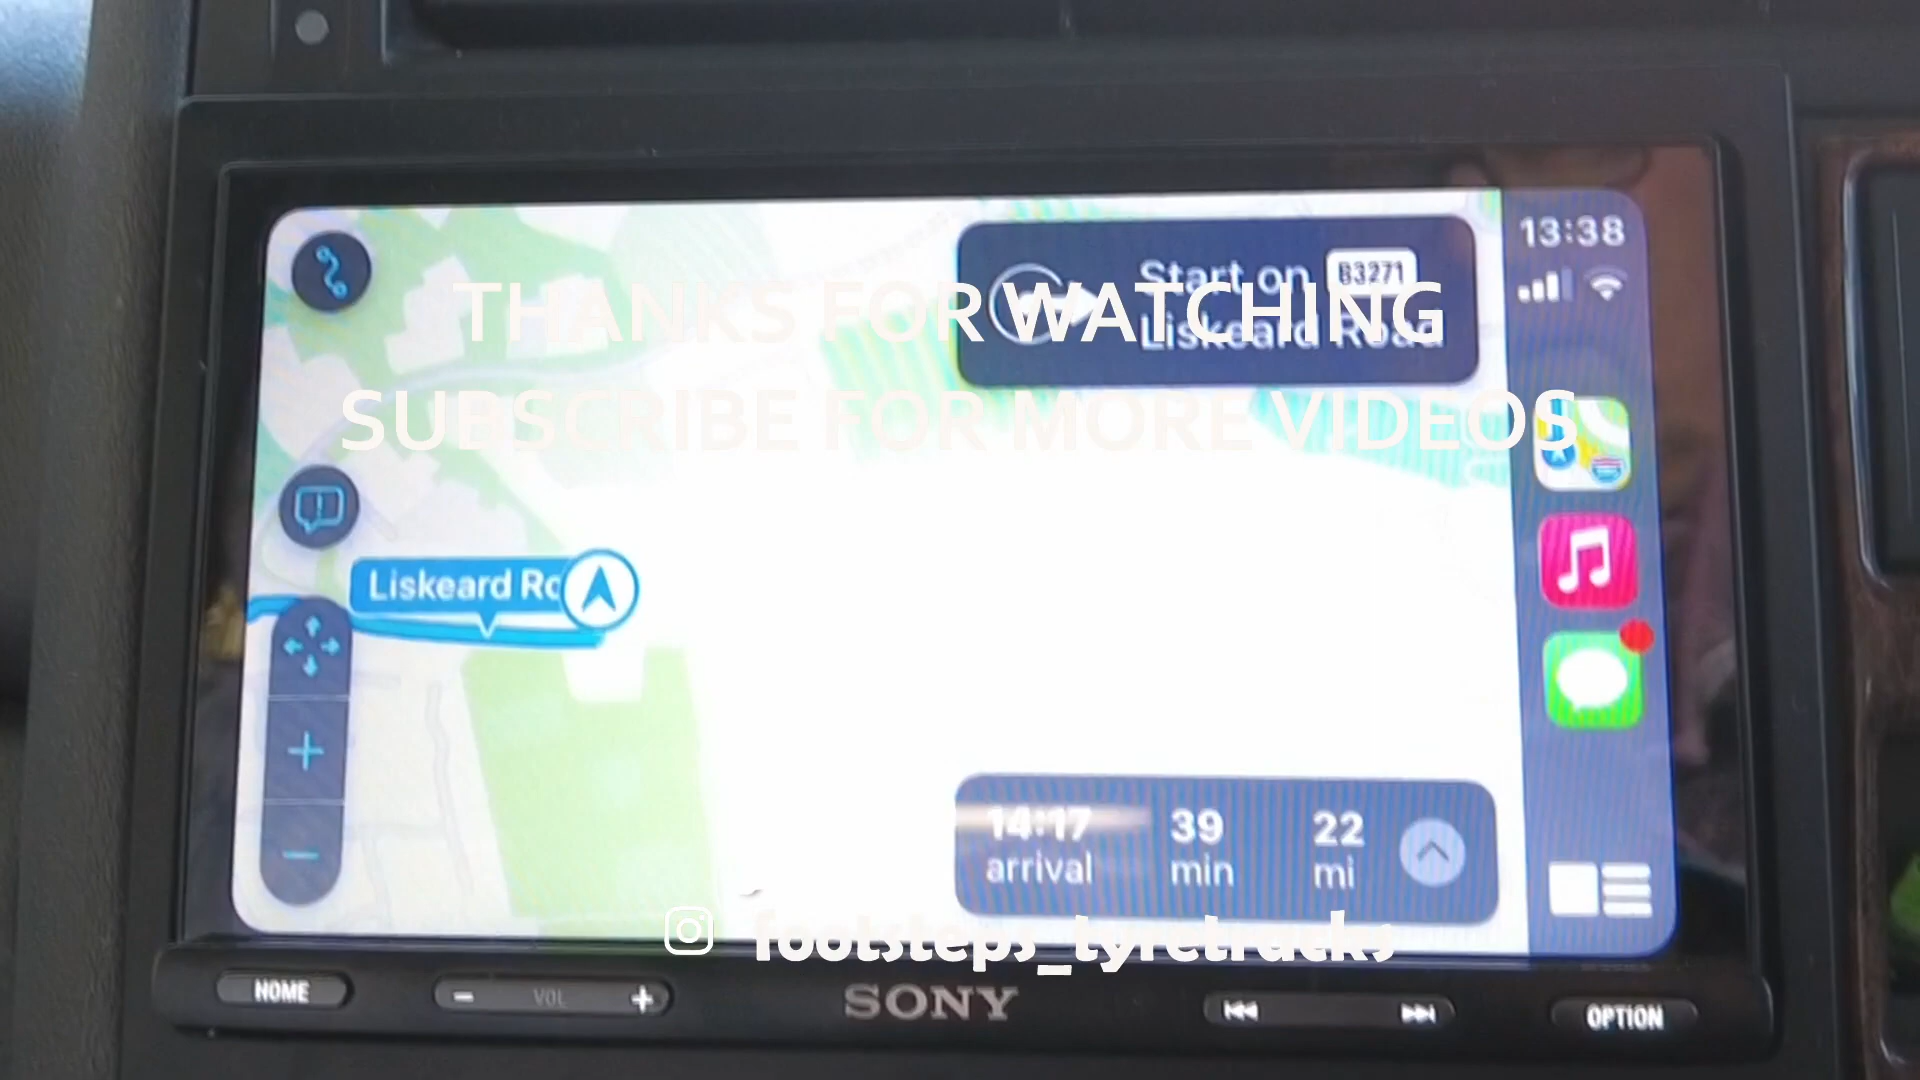 13:38
Start on B3271
Liskeard Road
THANKS FOR WATCHING
SUBSCRIBE FOR MORE VIDEOS
Liskeard Ro
14:17 39 22
arrival min mi
footsteps_tyretracks
HOME - VOL + SONY OPTION